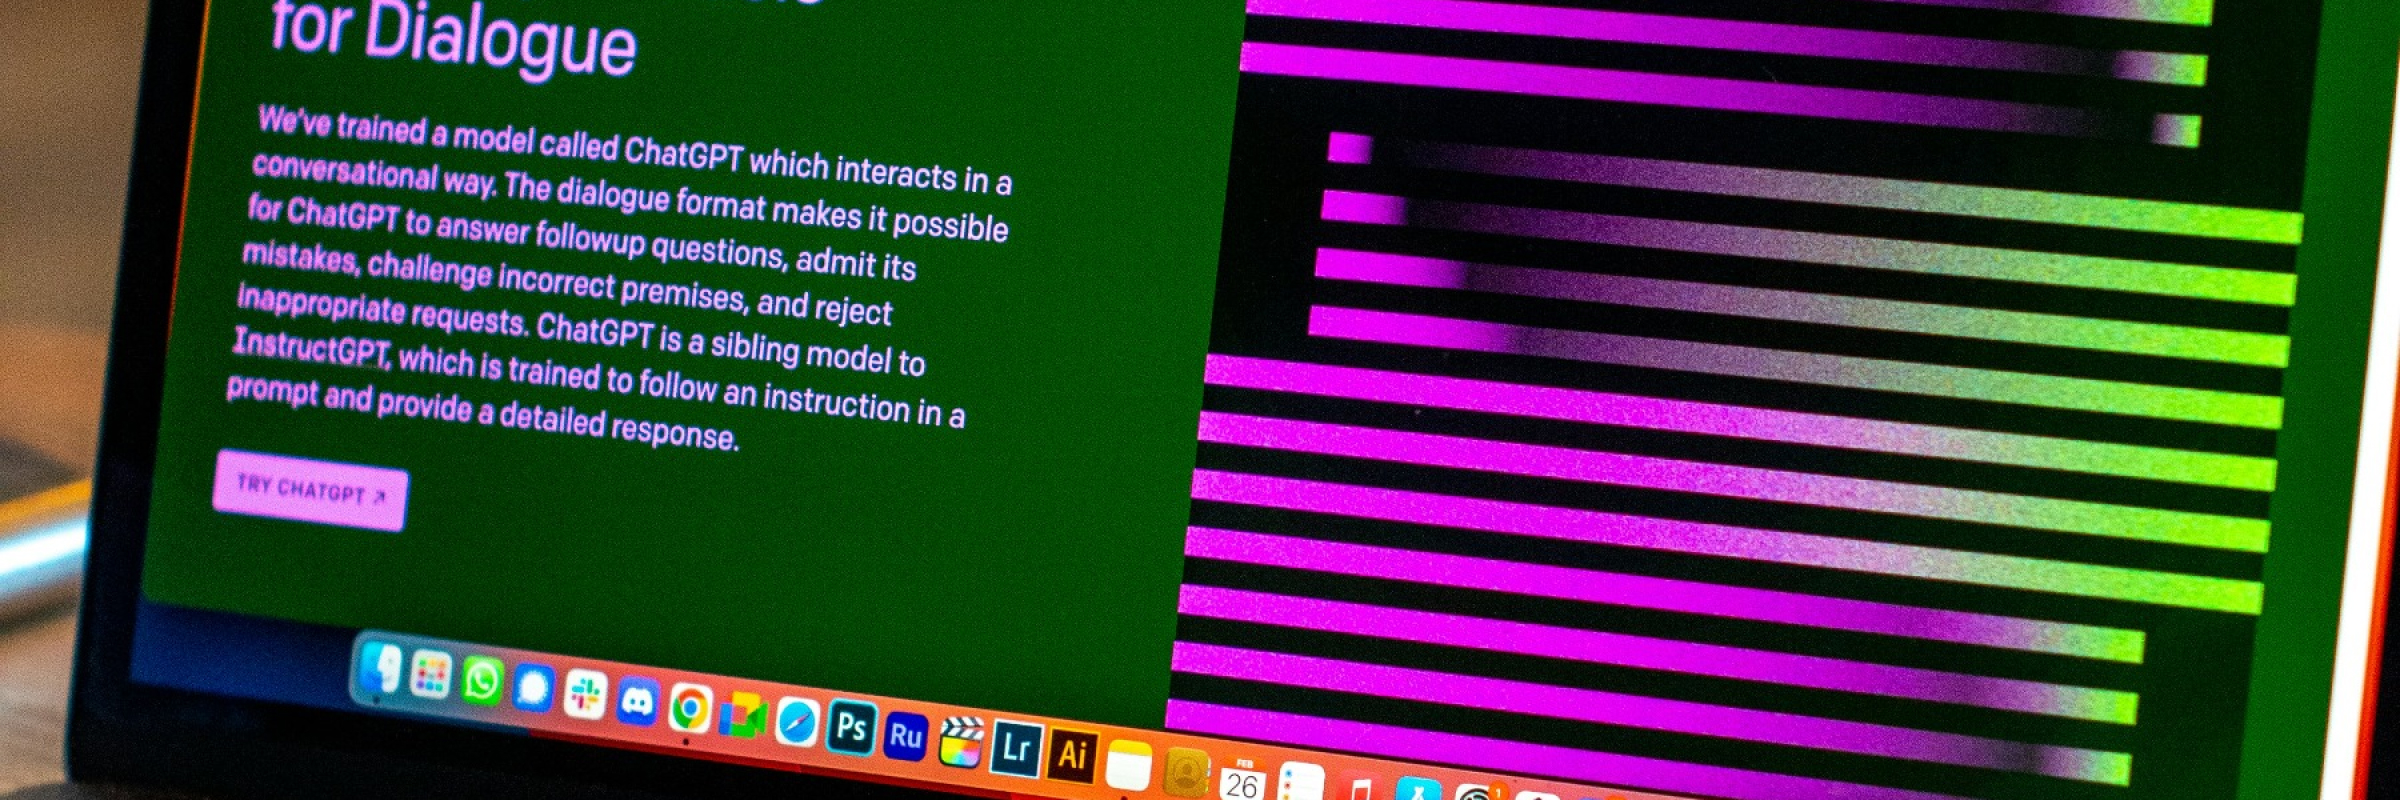 for Dialogue
We've trained a model called ChatGPT which interacts in a
conversational way. The dialogue format makes it possible
for ChatGPT to answer followup questions, admit its
mistakes, challenge incorrect premises, and reject
inappropriate requests. ChatGPT is a sibling model to
InstructGPT, which is trained to follow an instruction in a
prompt and provide a detailed response.
TRY CHATGPT ↗
Ps
Ru
Lr
Ai
FEB
26
1